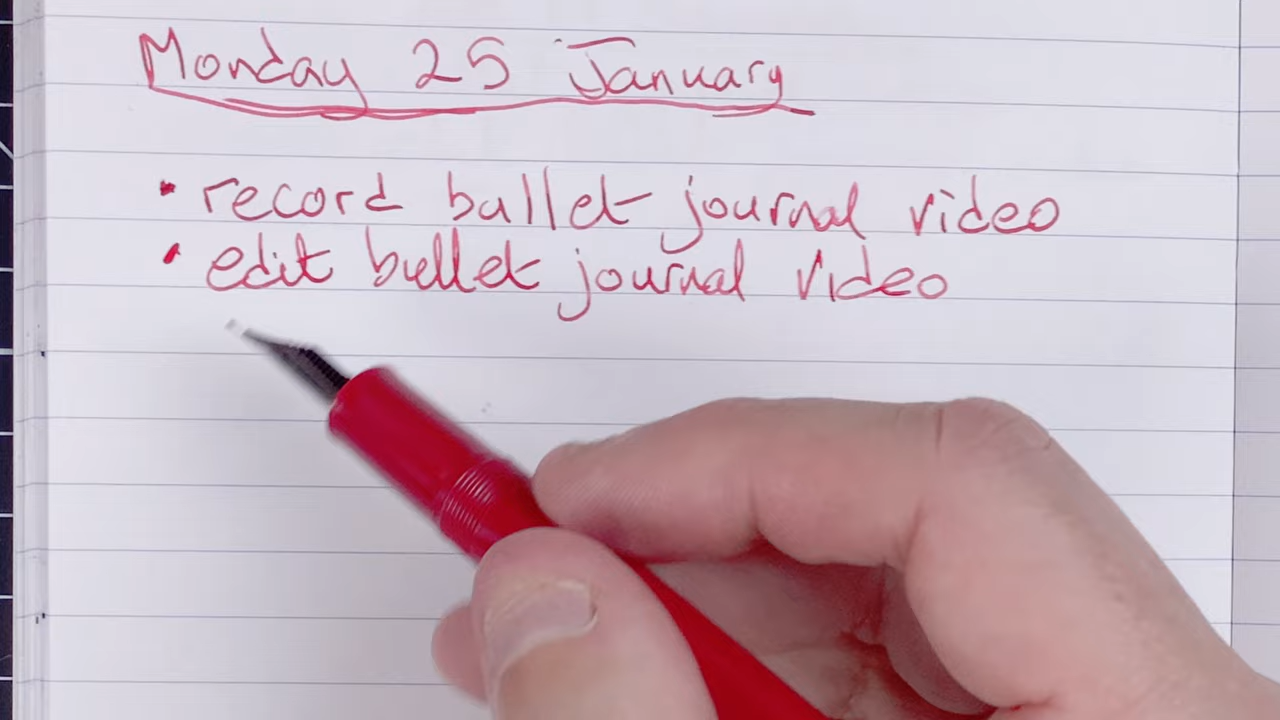 Monday 25 January
• record bullet journal video
• edit bullet journal video